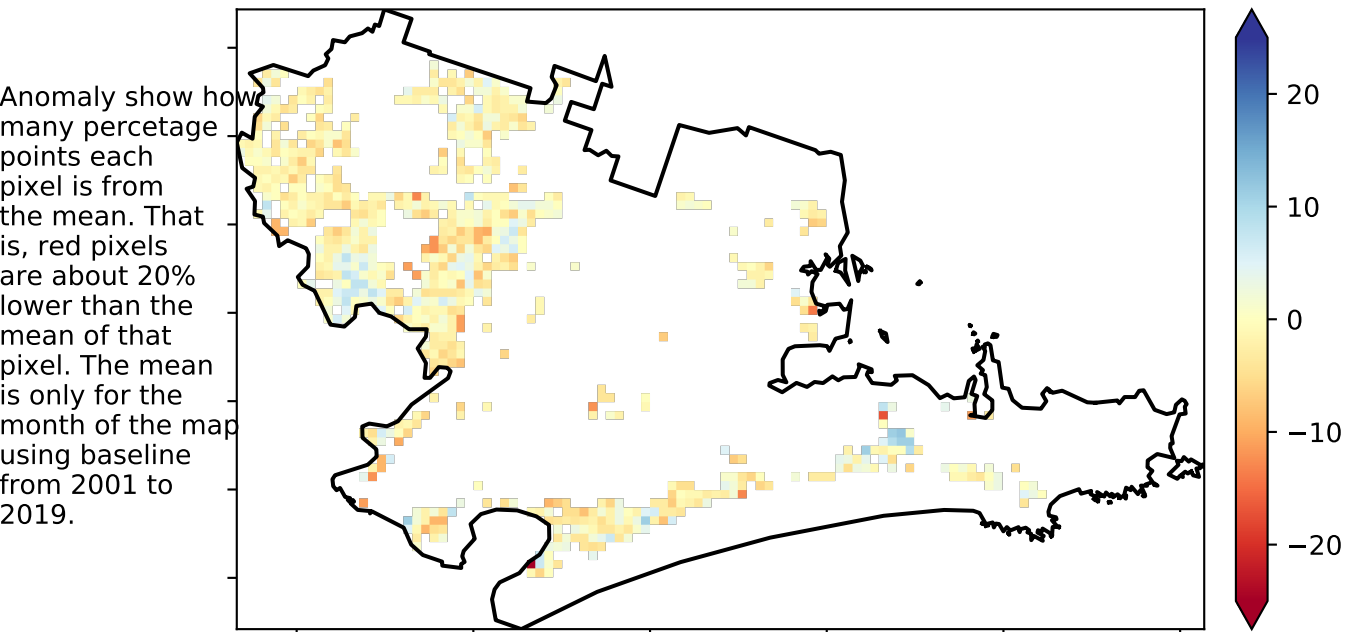 Anomaly show how
many percetage
points each
pixel is from
the mean. That
is, red pixels
are about 20%
lower than the
mean of that
pixel. The mean
is only for the
month of the map
using baseline
from 2001 to
2019.
20
10
0
−10
−20